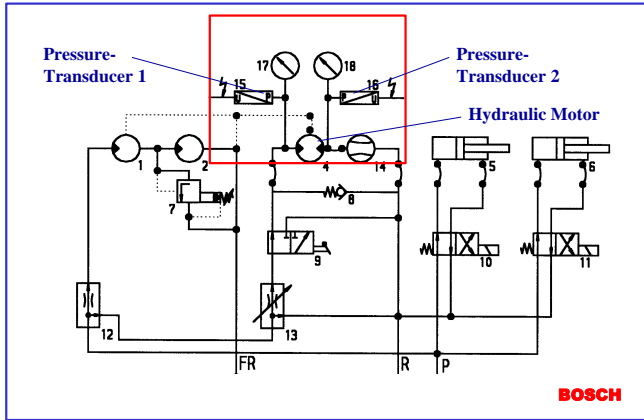 Pressure-
Transducer 1
17
18
Pressure-
Transducer 2
15
U P
16
P U
Hydraulic Motor
1
2
4
14
5
6
7
8
9
10
11
12
13
FR
R
P
BOSCH